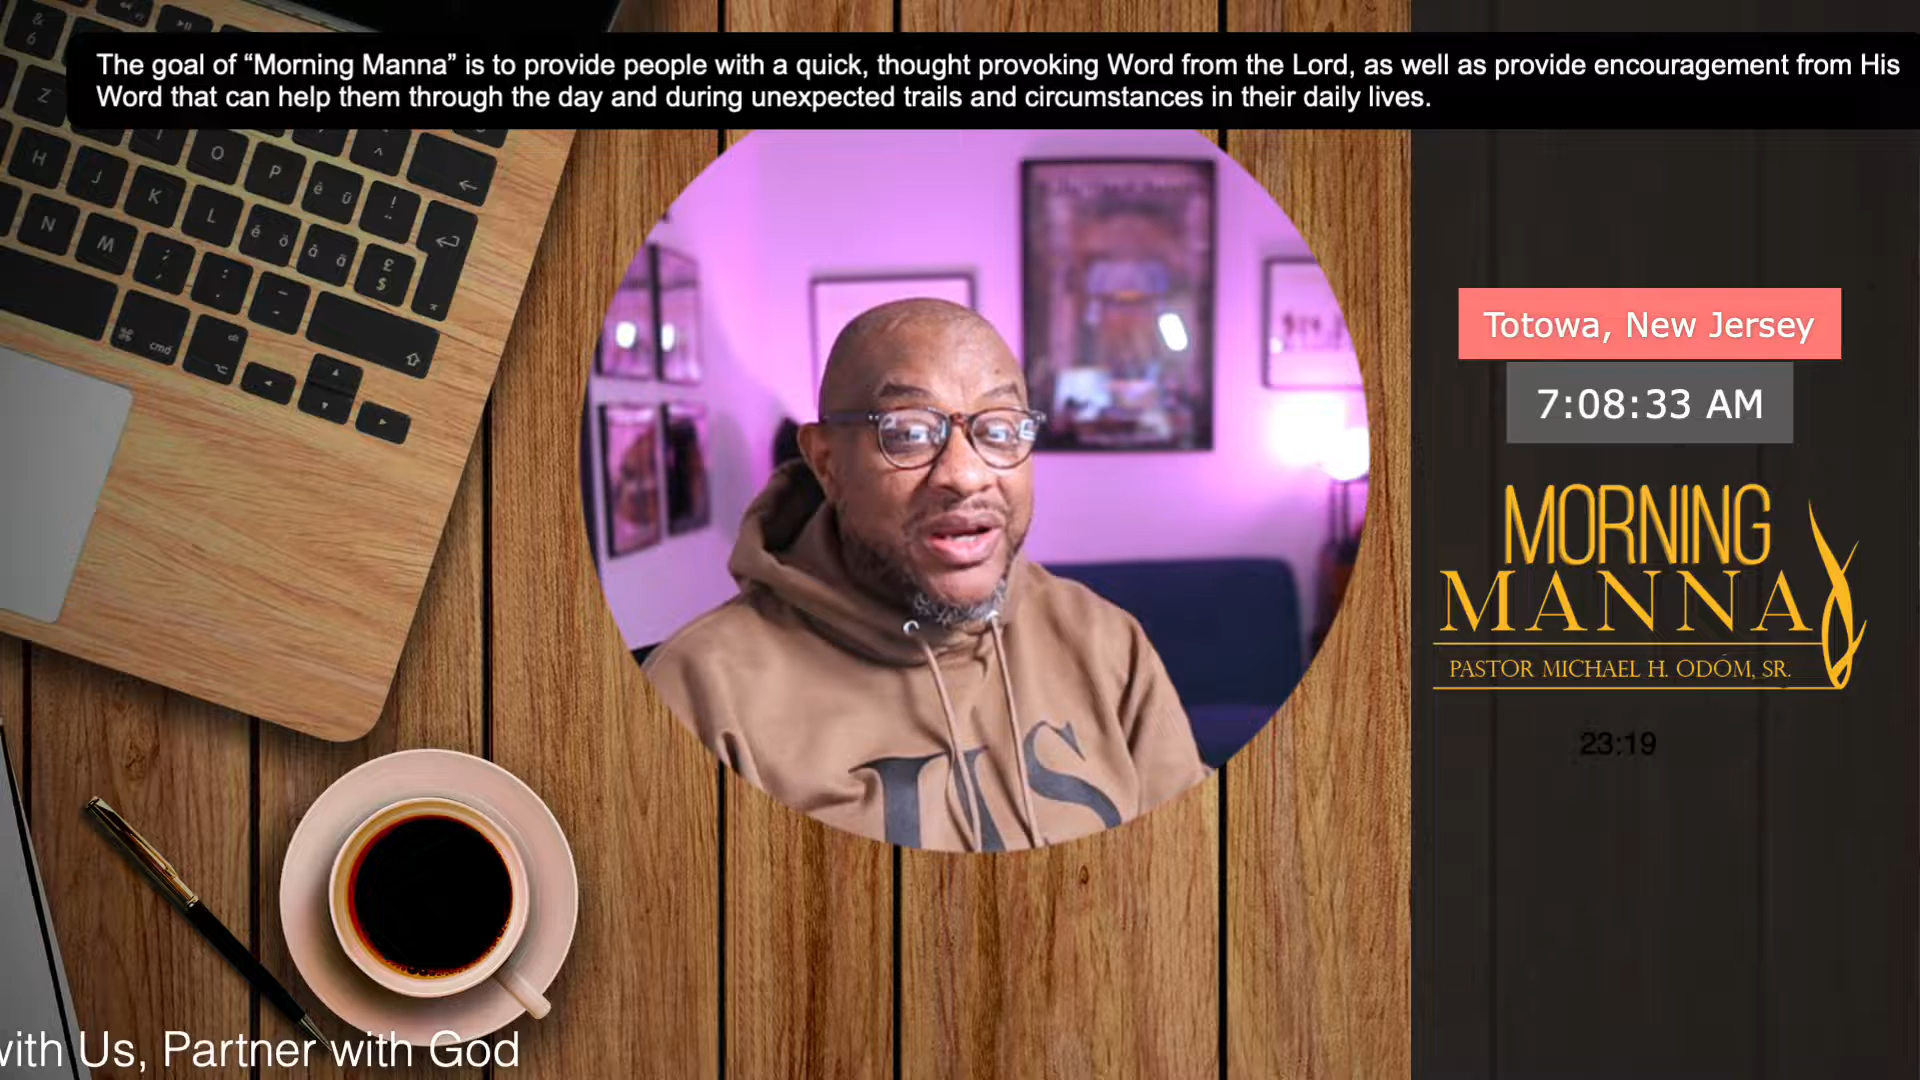 The goal of “Morning Manna” is to provide people with a quick, thought provoking Word from the Lord, as well as provide encouragement from His
Word that can help them through the day and during unexpected trails and circumstances in their daily lives.
Totowa, New Jersey
7:08:33 AM
MORNING
MANNA
PASTOR MICHAEL H. ODOM, SR.
23:19
US
with Us, Partner with God